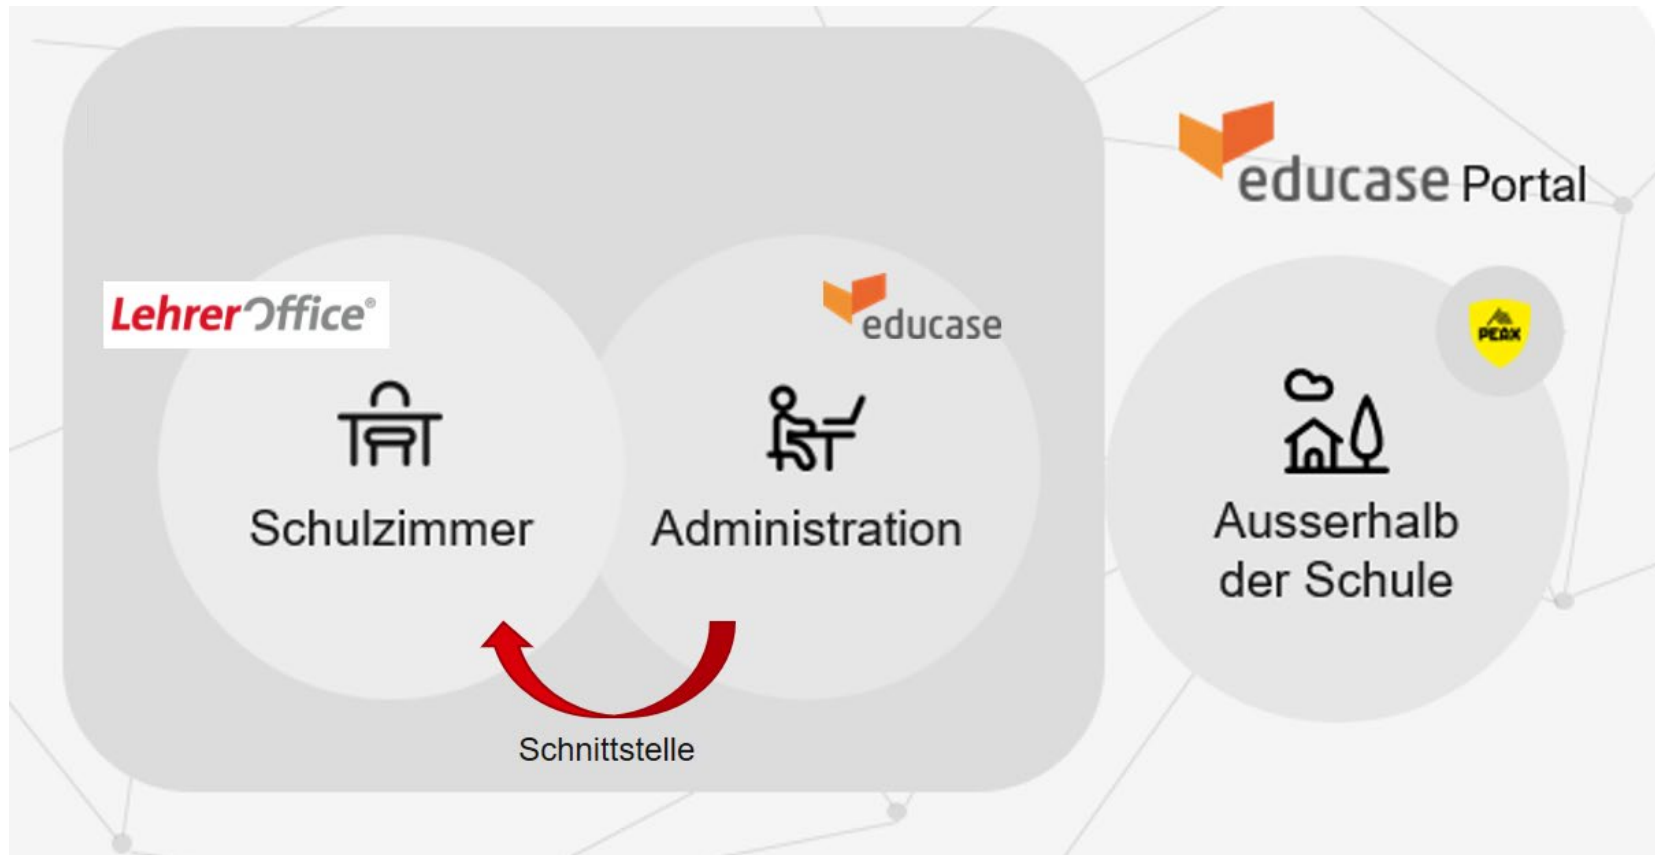 educase Portal
LehrerOffice®
educase
PEAX
Schulzimmer
Administration
Ausserhalb
der Schule
Schnittstelle